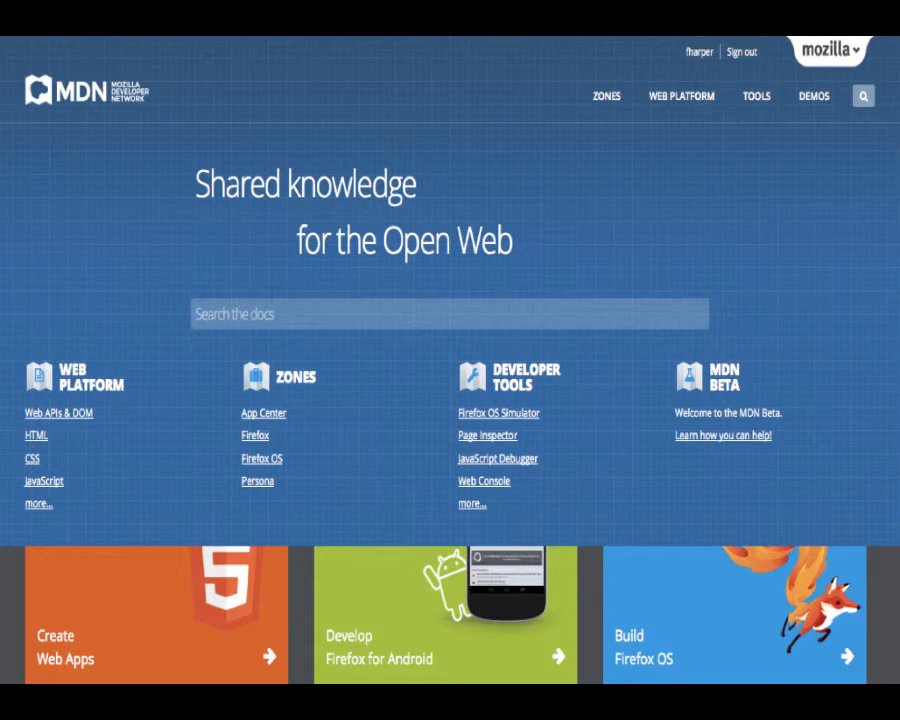 fharper
Sign out
mozilla
MDN
MOZILLA
DEVELOPER
NETWORK
ZONES
WEB PLATFORM
TOOLS
DEMOS
Shared knowledge
for the Open Web
Search the docs
WEB
PLATFORM
Web APIs & DOM
HTML
CSS
JavaScript
more...
ZONES
App Center
Firefox
Firefox OS
Persona
DEVELOPER
TOOLS
Firefox OS Simulator
Page Inspector
JavaScript Debugger
Web Console
more...
MDN
BETA
Welcome to the MDN Beta.
Learn how you can help!
5
Create
Web Apps
Develop
Firefox for Android
Build
Firefox OS